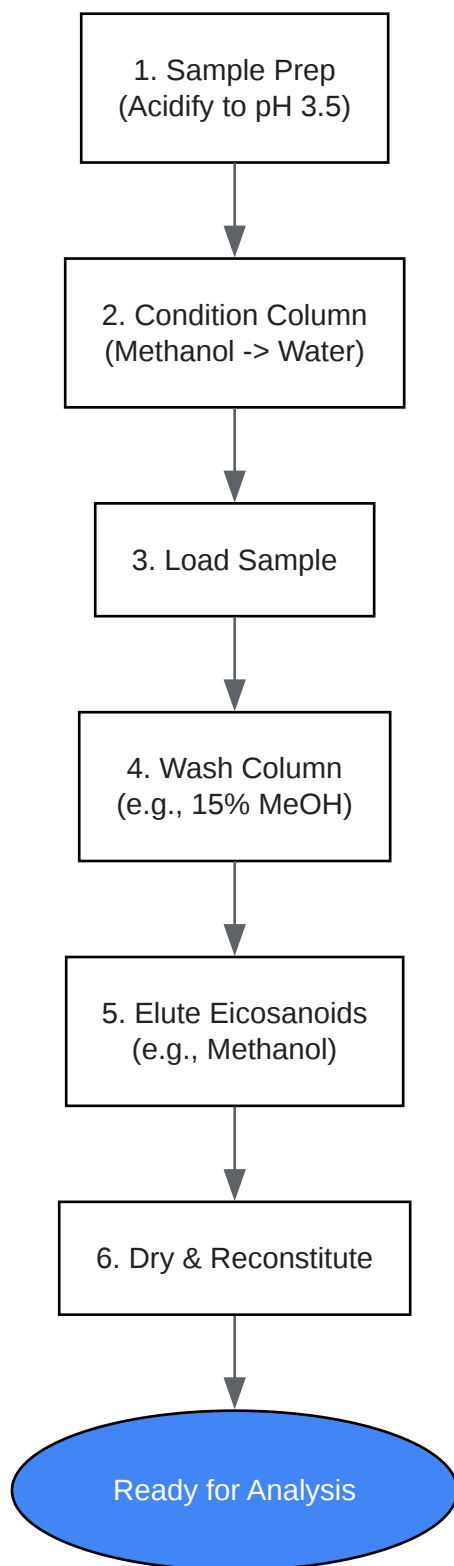 1. Sample Prep
(Acidify to pH 3.5)
2. Condition Column
(Methanol -> Water)
3. Load Sample
4. Wash Column
(e.g., 15% MeOH)
5. Elute Eicosanoids
(e.g., Methanol)
6. Dry & Reconstitute
Ready for Analysis